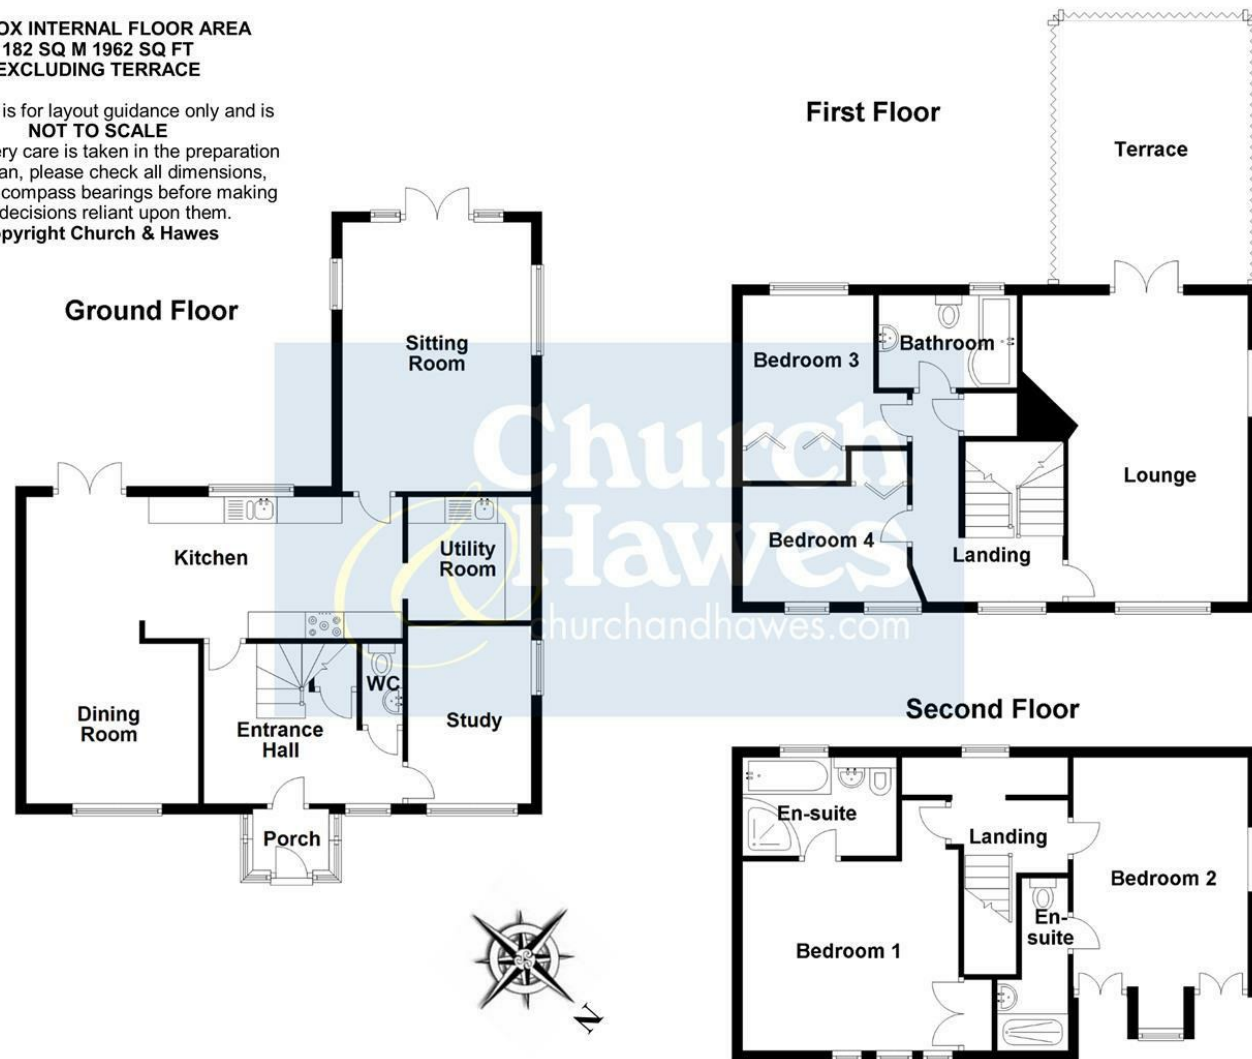 OX INTERNAL FLOOR AREA
182 SQ M 1962 SQ FT
EXCLUDING TERRACE
is for layout guidance only and is
NOT TO SCALE
ery care is taken in the preparation
an, please check all dimensions,
compass bearings before making
decisions reliant upon them.
opyright Church & Hawes
Ground Floor
Sitting
Room
Kitchen
Utility
Room
Dining
Room
Entrance
Hall
WC
Study
Porch
First Floor
Terrace
Bedroom 3
Bathroom
Lounge
Bedroom 4
Landing
Church
& Hawes
churchandhawes.com
Second Floor
En-suite
Landing
Bedroom 2
En-
suite
Bedroom 1
N